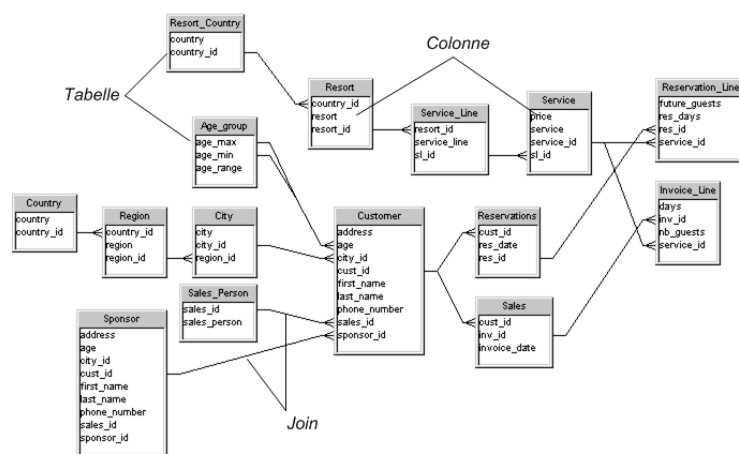 Resort_Country
country
country_id
Colonne
Tabelle
Resort
country_id
resort
resort_id
Service_Line
resort_id
service_line
sl_id
Service
price
service
service_id
sl_id
Reservation_Line
future_guests
res_days
res_id
service_id
Age_group
age_max
age_min
age_range
Country
country
country_id
Region
country_id
region
region_id
City
city
city_id
region_id
Customer
address
age
city_id
cust_id
first_name
last_name
phone_number
sales_id
sponsor_id
Reservations
cust_id
res_date
res_id
Invoice_Line
days
inv_id
nb_guests
service_id
Sales_Person
sales_id
sales_person
Sales
cust_id
inv_id
invoice_date
Sponsor
address
age
city_id
cust_id
first_name
last_name
phone_number
sales_id
sponsor_id
Join